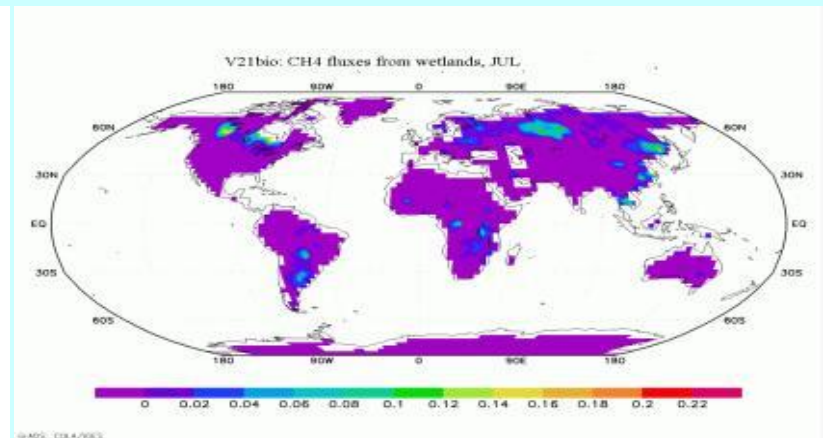 V21bio: CH4 fluxes from wetlands, JUL
180 90W 0 90E 180
60N 60N
30N 30N
EQ EQ
30S 30S
60S 60S
180 90W 0 90E 180
0 0.02 0.04 0.06 0.08 0.1 0.12 0.14 0.16 0.18 0.2 0.22